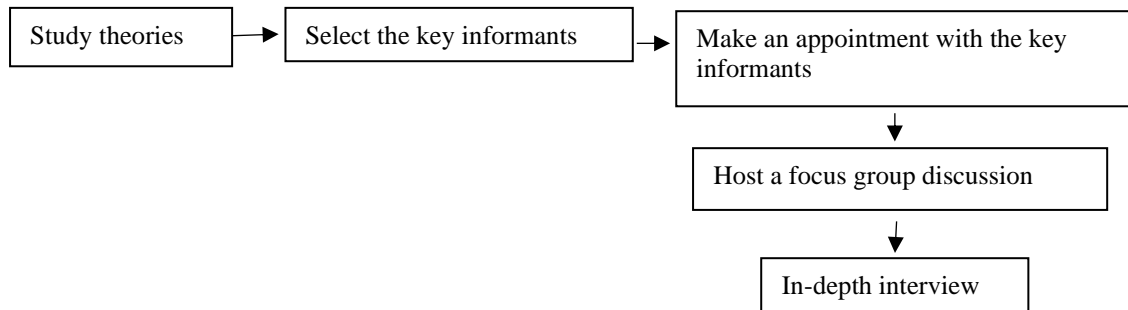 Study theories
Select the key informants
Make an appointment with the key
informants
Host a focus group discussion
In-depth interview